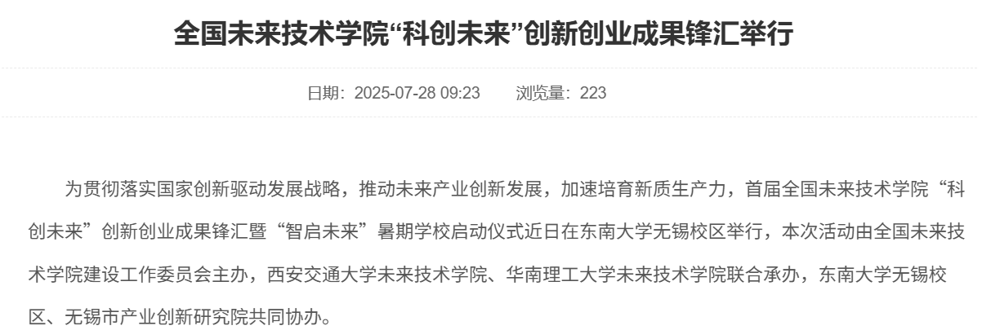 全国未来技术学院“科创未来”创新创业成果锋汇举行
日期：2025-07-28 09:23 浏览量：223
为贯彻落实国家创新驱动发展战略，推动未来产业创新发展，加速培育新质生产力，首届全国未来技术学院“科
创未来”创新创业成果锋汇暨“智启未来”暑期学校启动仪式近日在东南大学无锡校区举行，本次活动由全国未来技
术学院建设工作委员会主办，西安交通大学未来技术学院、华南理工大学未来技术学院联合承办，东南大学无锡校
区、无锡市产业创新研究院共同协办。